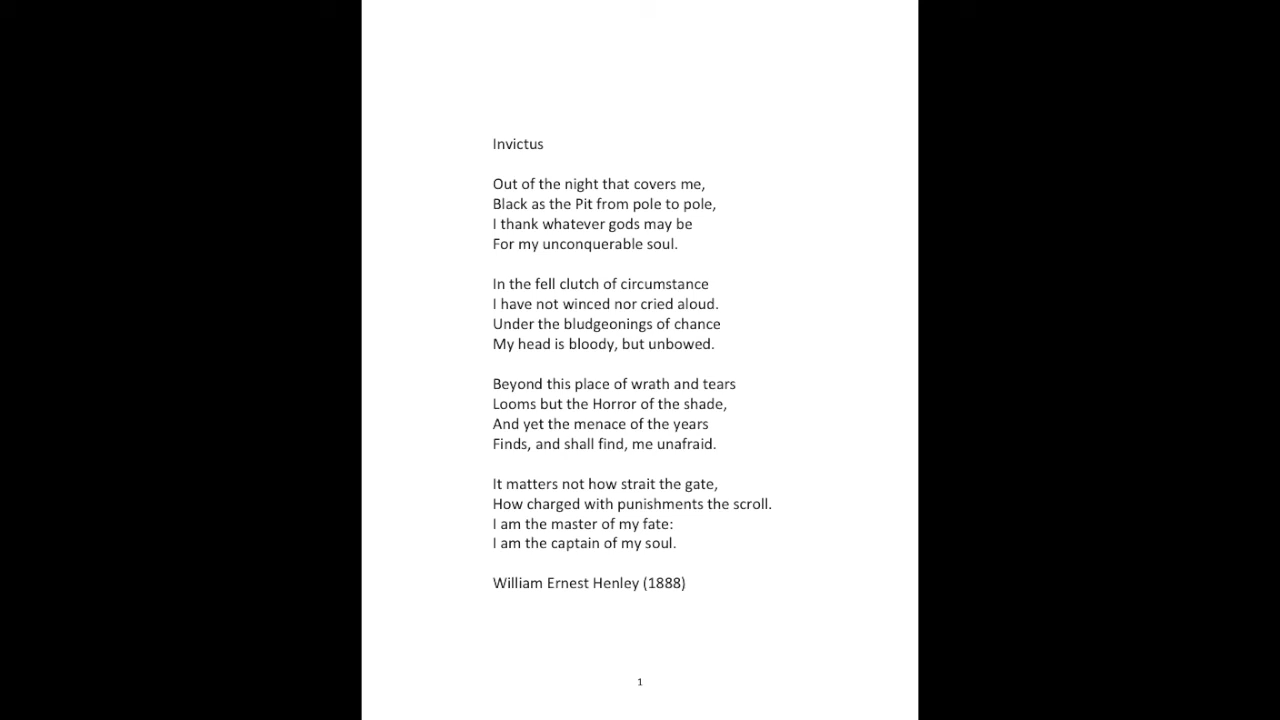 Invictus
Out of the night that covers me,
Black as the Pit from pole to pole,
I thank whatever gods may be
For my unconquerable soul.
In the fell clutch of circumstance
I have not winced nor cried aloud.
Under the bludgeonings of chance
My head is bloody, but unbowed.
Beyond this place of wrath and tears
Looms but the Horror of the shade,
And yet the menace of the years
Finds, and shall find, me unafraid.
It matters not how strait the gate,
How charged with punishments the scroll.
I am the master of my fate:
I am the captain of my soul.
William Ernest Henley (1888)
1